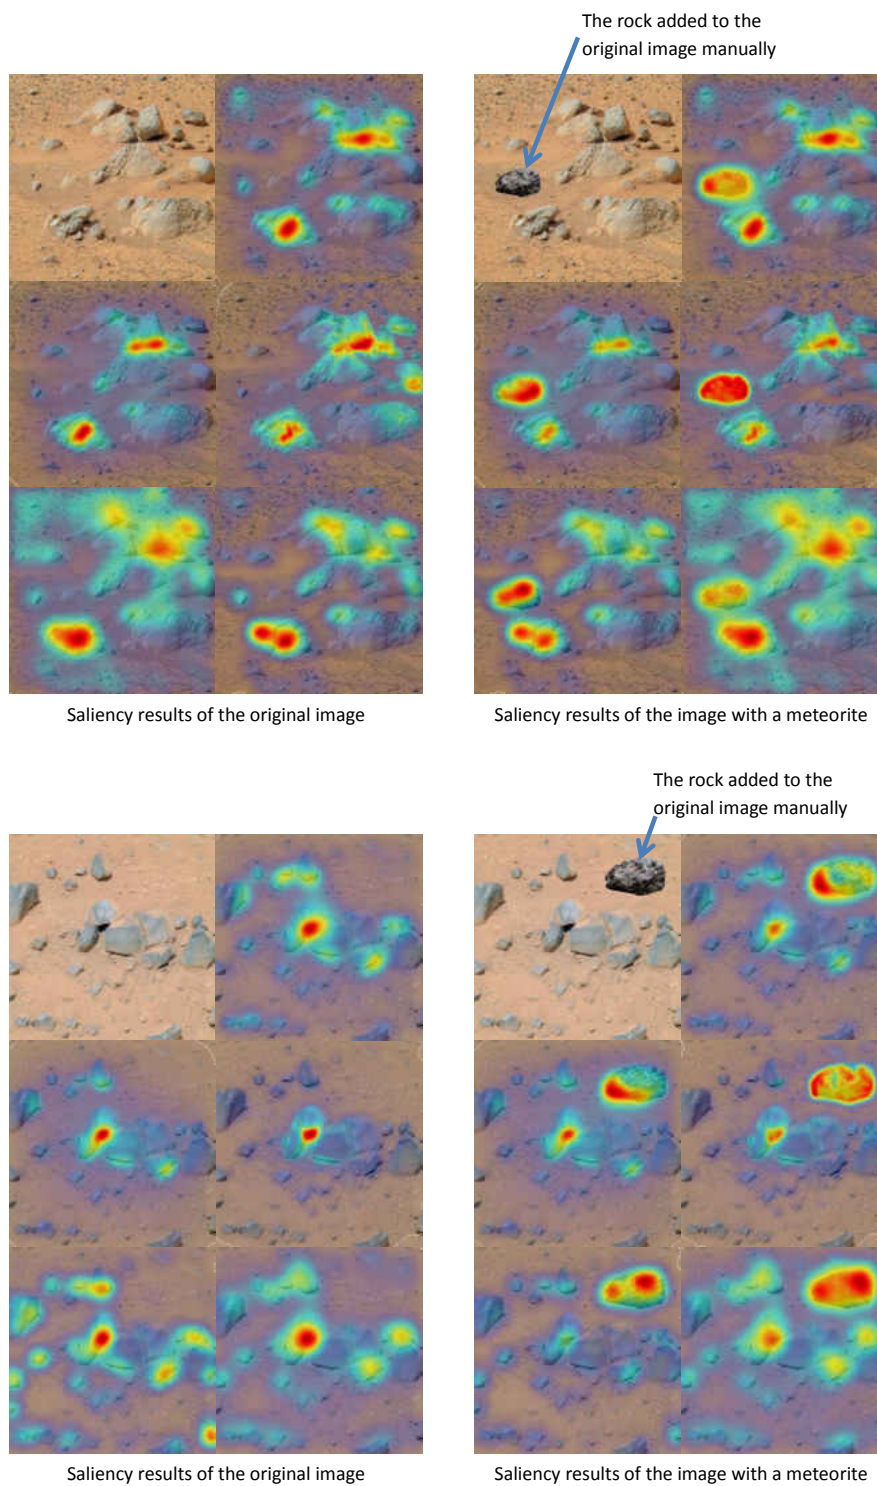 The rock added to the
original image manually
Saliency results of the original image
Saliency results of the image with a meteorite
The rock added to the
original image manually
Saliency results of the original image
Saliency results of the image with a meteorite